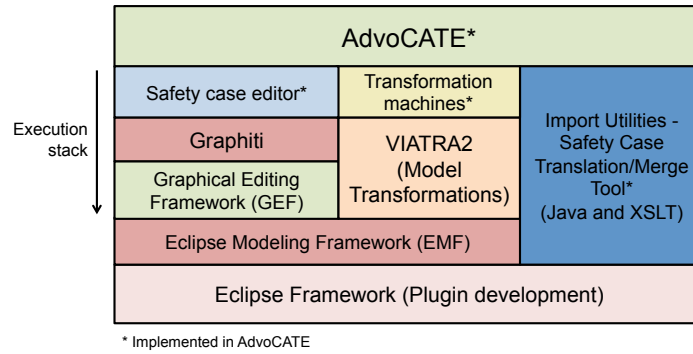 AdvoCATE*
Execution
stack
Safety case editor*
Transformation
machines*
Import Utilities -
Safety Case
Translation/Merge
Tool*
(Java and XSLT)
Graphiti
VIATRA2
(Model
Transformations)
Graphical Editing
Framework (GEF)
Eclipse Modeling Framework (EMF)
Eclipse Framework (Plugin development)
* Implemented in AdvoCATE